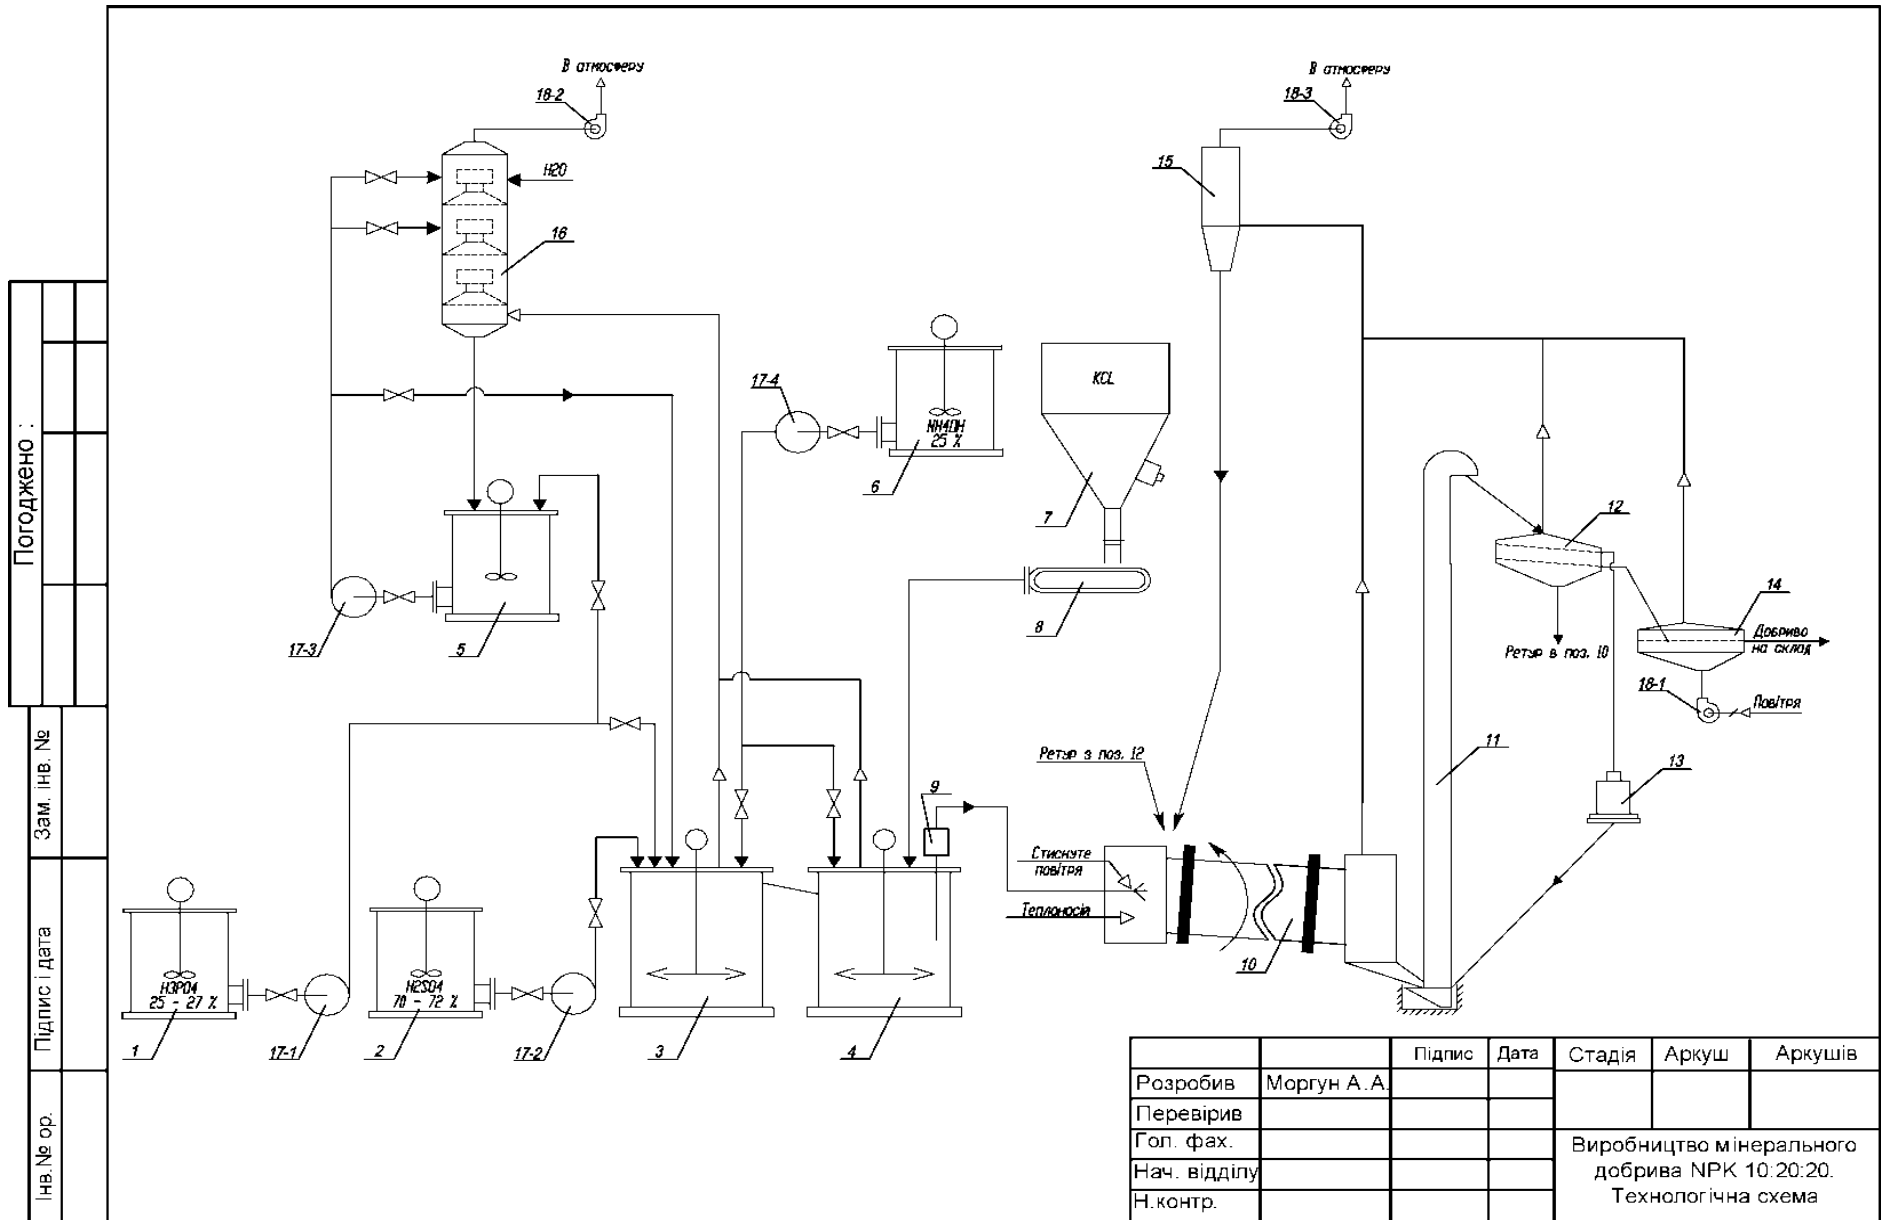 В атмосферу
18-2
H2O
16
В атмосферу
18-3
15
17-4
NH4OH
25 %
6
KCL
7
8
5
17-3
12
14
Добриво
на склад
Ретур в поз. 10
18-1
Повітря
11
13
Ретур з поз. 12
9
Стиснуте
повітря
Теплоносій
10
H3PO4
25 - 27 %
1
17-1
H2SO4
70 - 72 %
2
17-2
3
4
Погоджено :
Зам. інв. №
Підпис і дата
Інв.№ ор.
Підпис Дата Стадія Аркуш Аркушів
Розробив Моргун А.А.
Перевірив
Гол. фах.
Нач. відділу
Н.контр.
Виробництво мінерального
добрива NPK 10:20:20.
Технологічна схема